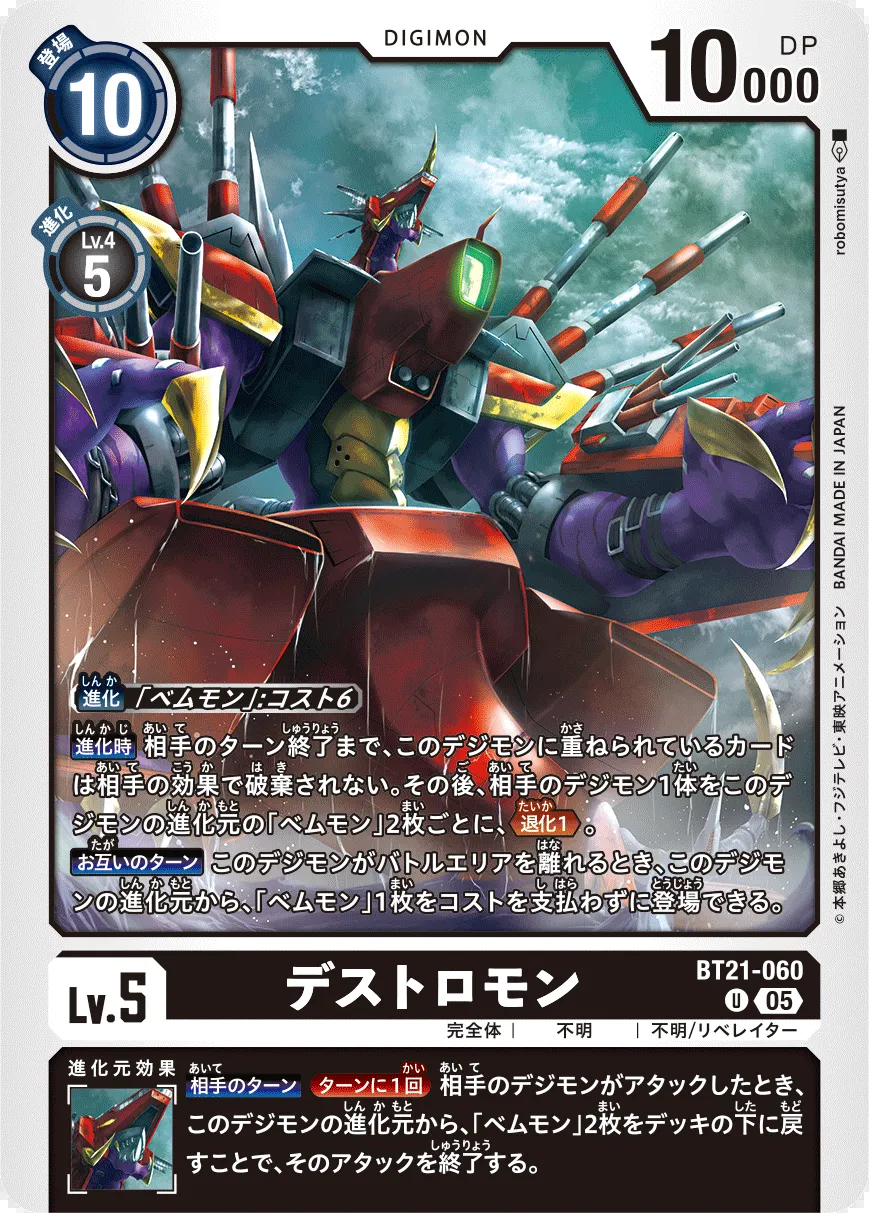 DIGIMON
登場
10
10000
DP
進化
Lv.4
5
robomisutya
進化 「ベムモン」:コスト6
進化時 相手のターン終了まで、このデジモンに重ねられているカード
は相手の効果で破棄されない。その後、相手のデジモン1体をこのデ
ジモンの進化元の「ベムモン」2枚ごとに、退化1。
お互いのターン このデジモンがバトルエリアを離れるとき、このデジモ
ンの進化元から、「ベムモン」1枚をコストを支払わずに登場できる。
©本郷あきよし・フジテレビ・東映アニメーション BANDAI MADE IN JAPAN
Lv.5
デストロモン
BT21-060
U 05
完全体 | 不明 | 不明/リベレイター
進化元効果
相手のターン ターンに1回 相手のデジモンがアタックしたとき、
このデジモンの進化元から、「ベムモン」2枚をデッキの下に戻
すことで、そのアタックを終了する。